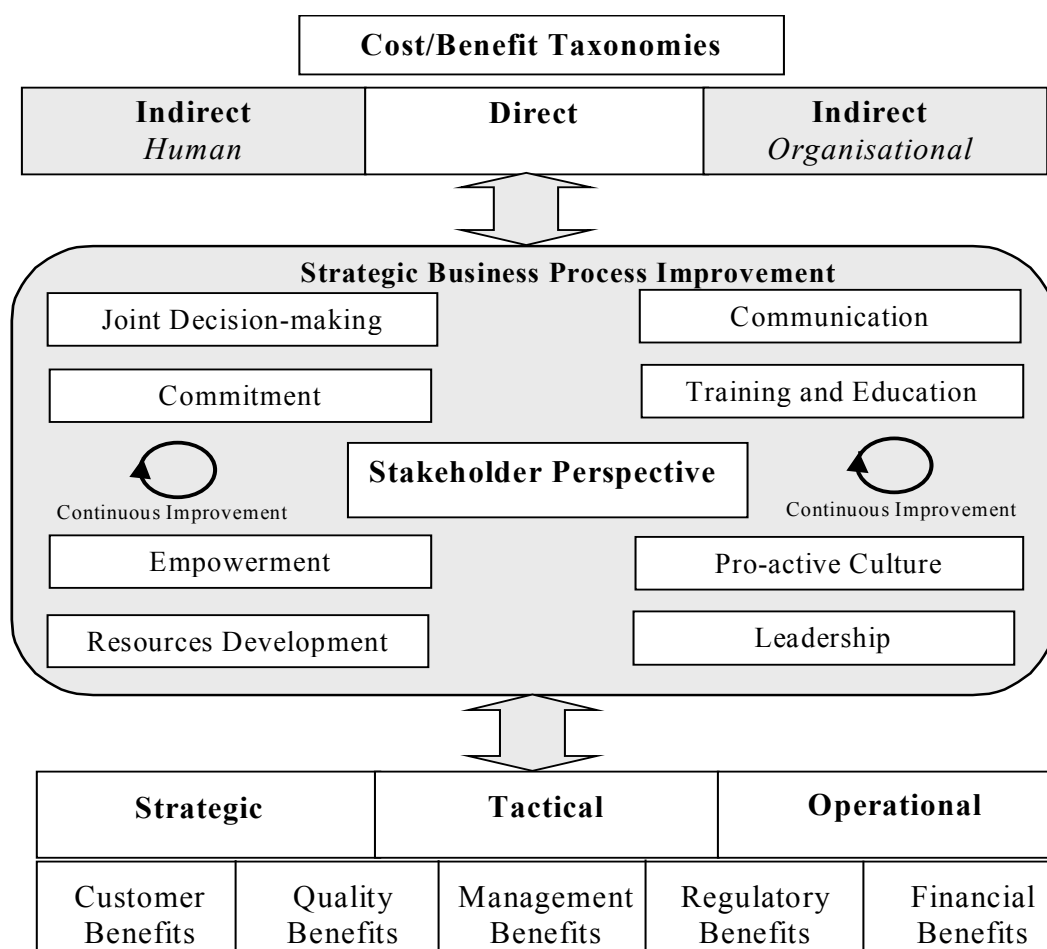 Cost/Benefit Taxonomies
Indirect
Human
Direct
Indirect
Organisational
Strategic Business Process Improvement
Joint Decision-making
Communication
Commitment
Training and Education
Stakeholder Perspective
Continuous Improvement
Continuous Improvement
Empowerment
Pro-active Culture
Resources Development
Leadership
Strategic
Tactical
Operational
Customer
Benefits
Quality
Benefits
Management
Benefits
Regulatory
Benefits
Financial
Benefits